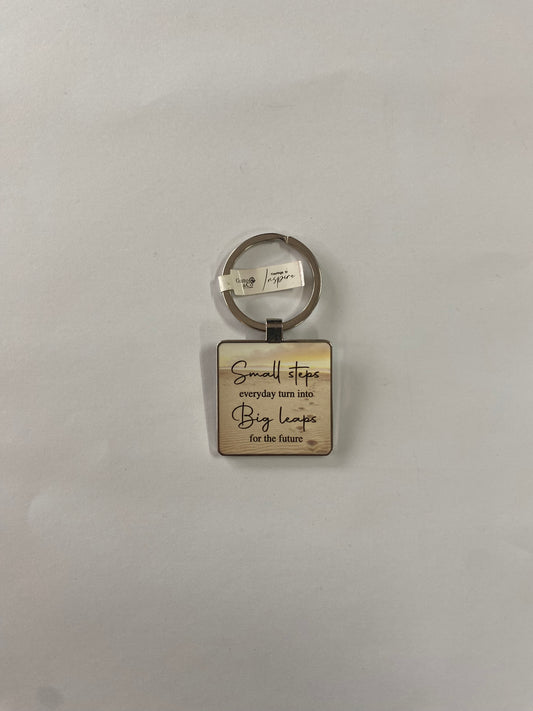 Inspire
Small steps
everyday turn into
Big leaps
for the future